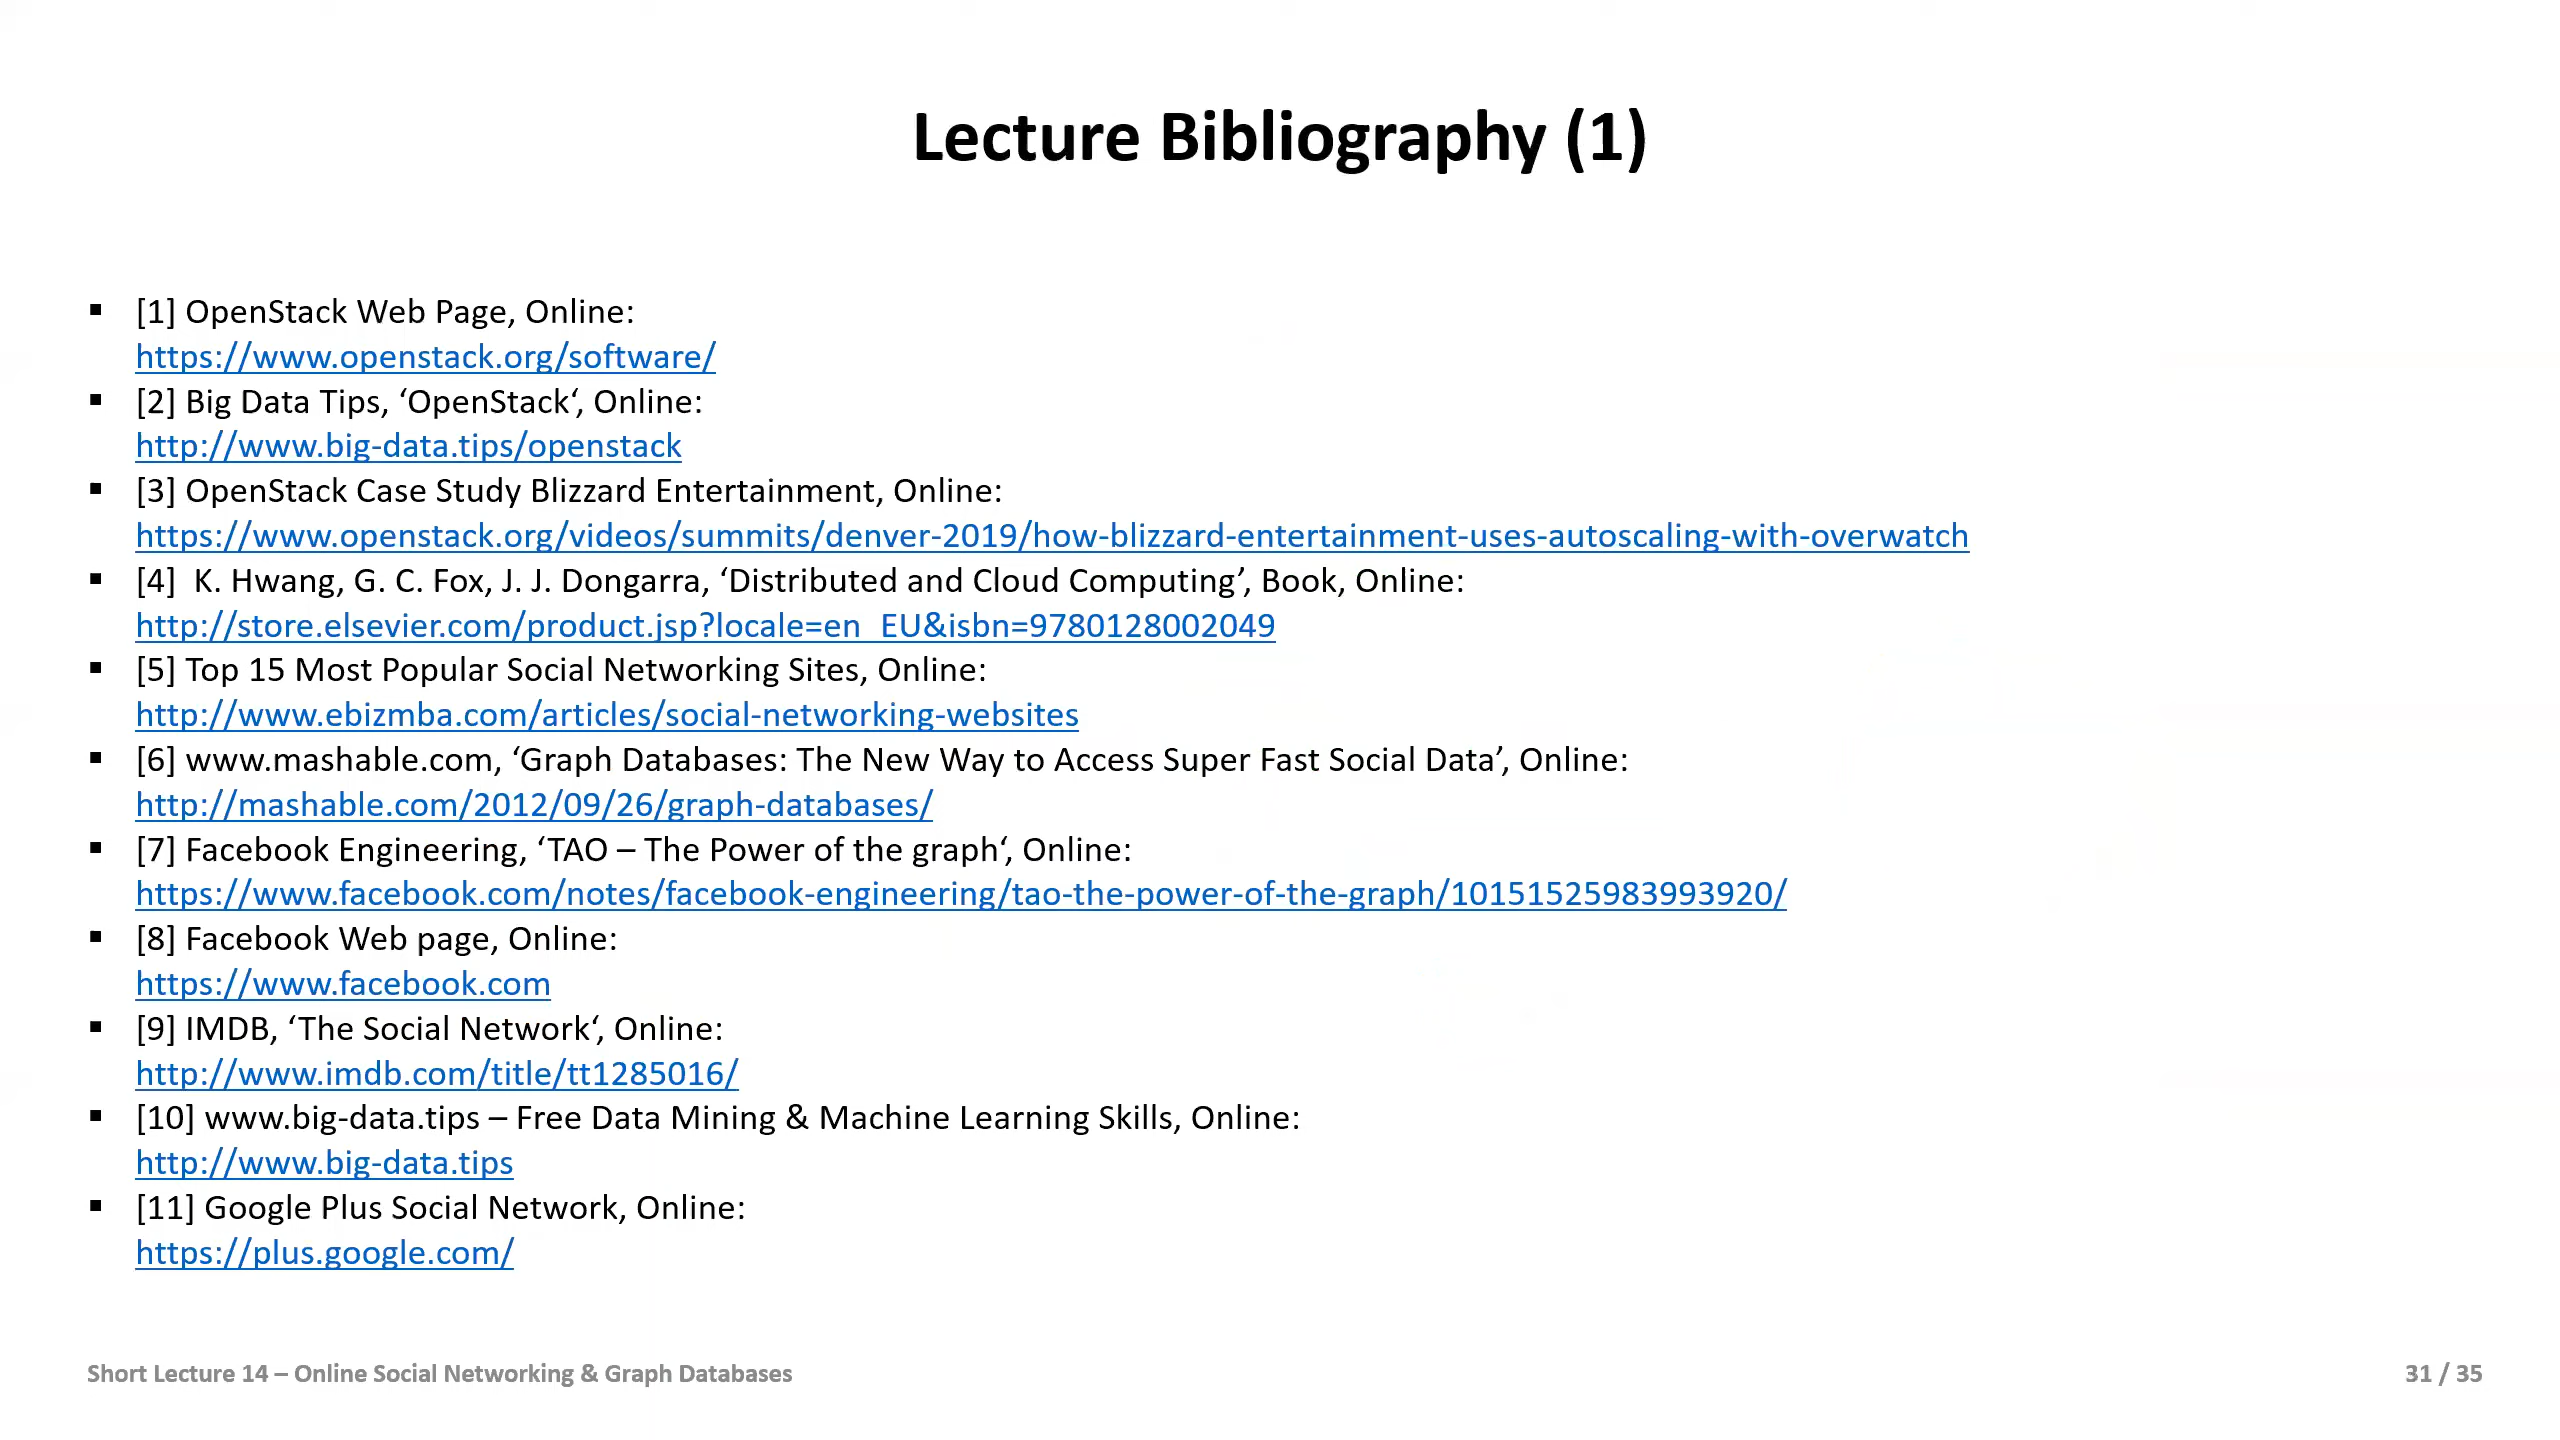 Lecture Bibliography (1)
▪ [1] OpenStack Web Page, Online:
https://www.openstack.org/software/
▪ [2] Big Data Tips, ‘OpenStack‘, Online:
http://www.big-data.tips/openstack
▪ [3] OpenStack Case Study Blizzard Entertainment, Online:
https://www.openstack.org/videos/summits/denver-2019/how-blizzard-entertainment-uses-autoscaling-with-overwatch
▪ [4]  K. Hwang, G. C. Fox, J. J. Dongarra, ‘Distributed and Cloud Computing’, Book, Online:
http://store.elsevier.com/product.jsp?locale=en_EU&isbn=9780128002049
▪ [5] Top 15 Most Popular Social Networking Sites, Online:
http://www.ebizmba.com/articles/social-networking-websites
▪ [6] www.mashable.com, ‘Graph Databases: The New Way to Access Super Fast Social Data’, Online:
http://mashable.com/2012/09/26/graph-databases/
▪ [7] Facebook Engineering, ‘TAO – The Power of the graph‘, Online:
https://www.facebook.com/notes/facebook-engineering/tao-the-power-of-the-graph/10151525983993920/
▪ [8] Facebook Web page, Online:
https://www.facebook.com
▪ [9] IMDB, ‘The Social Network‘, Online:
http://www.imdb.com/title/tt1285016/
▪ [10] www.big-data.tips – Free Data Mining & Machine Learning Skills, Online:
http://www.big-data.tips
▪ [11] Google Plus Social Network, Online:
https://plus.google.com/
Short Lecture 14 – Online Social Networking & Graph Databases
31 / 35